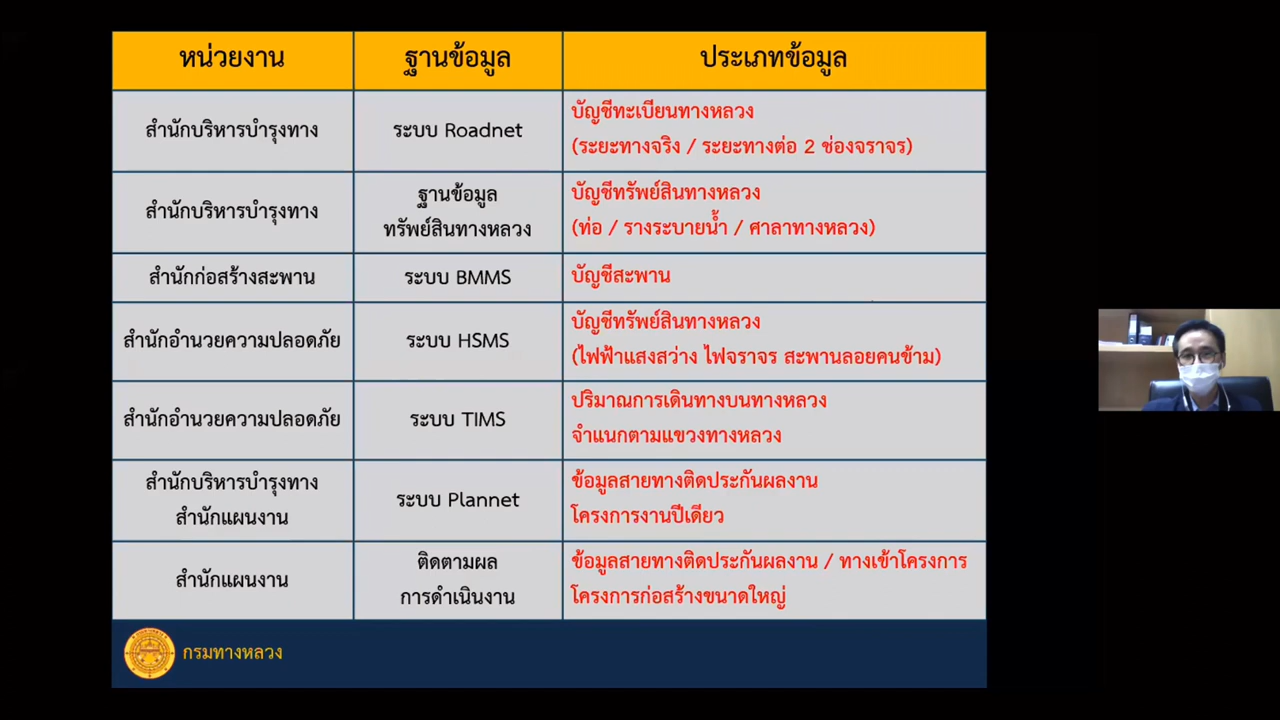 หน่วยงาน
ฐานข้อมูล
ประเภทข้อมูล
สำนักบริหารบำรุงทาง
ระบบ Roadnet
บัญชีทะเบียนทางหลวง
(ระยะทางจริง / ระยะทางต่อ 2 ช่องจราจร)
สำนักบริหารบำรุงทาง
ฐานข้อมูล
ทรัพย์สินทางหลวง
บัญชีทรัพย์สินทางหลวง
(ท่อ / รางระบายน้ำ / ศาลาทางหลวง)
สำนักก่อสร้างสะพาน
ระบบ BMMS
บัญชีสะพาน
สำนักอำนวยความปลอดภัย
ระบบ HSMS
บัญชีทรัพย์สินทางหลวง
(ไฟฟ้าแสงสว่าง ไฟจราจร สะพานลอยคนข้าม)
สำนักอำนวยความปลอดภัย
ระบบ TIMS
ปริมาณการเดินทางบนทางหลวง
จำแนกตามแขวงทางหลวง
สำนักบริหารบำรุงทาง
สำนักแผนงาน
ระบบ Plannet
ข้อมูลสายทางติดประกันผลงาน
โครงการงานปีเดียว
สำนักแผนงาน
ติดตามผล
การดำเนินงาน
ข้อมูลสายทางติดประกันผลงาน / ทางเข้าโครงการ
โครงการก่อสร้างขนาดใหญ่
กรมทางหลวง